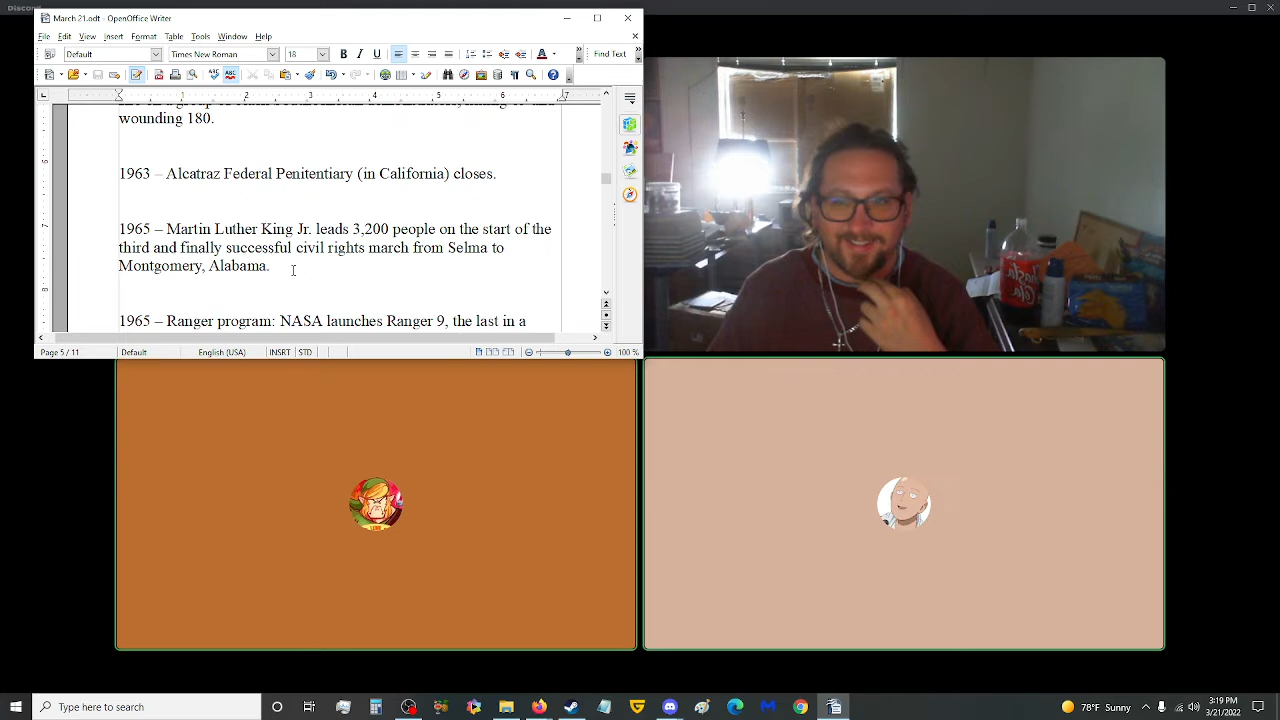 Discord
March 21.odt - OpenOffice Writer
File Edit View Insert Format Table Tools Window Help
Default Times New Roman 18 B I U A Find Text
wounding 180.
1963 – Alcatraz Federal Penitentiary (in California) closes.
1965 – Martin Luther King Jr. leads 3,200 people on the start of the
third and finally successful civil rights march from Selma to
Montgomery, Alabama.
1965 – Ranger program: NASA launches Ranger 9, the last in a
Page 5 / 11 Default English (USA) INSRT STD 100 %
Shasta
Cola
Type here to search
78°F Sunny
3:19 PM
3/21/2022